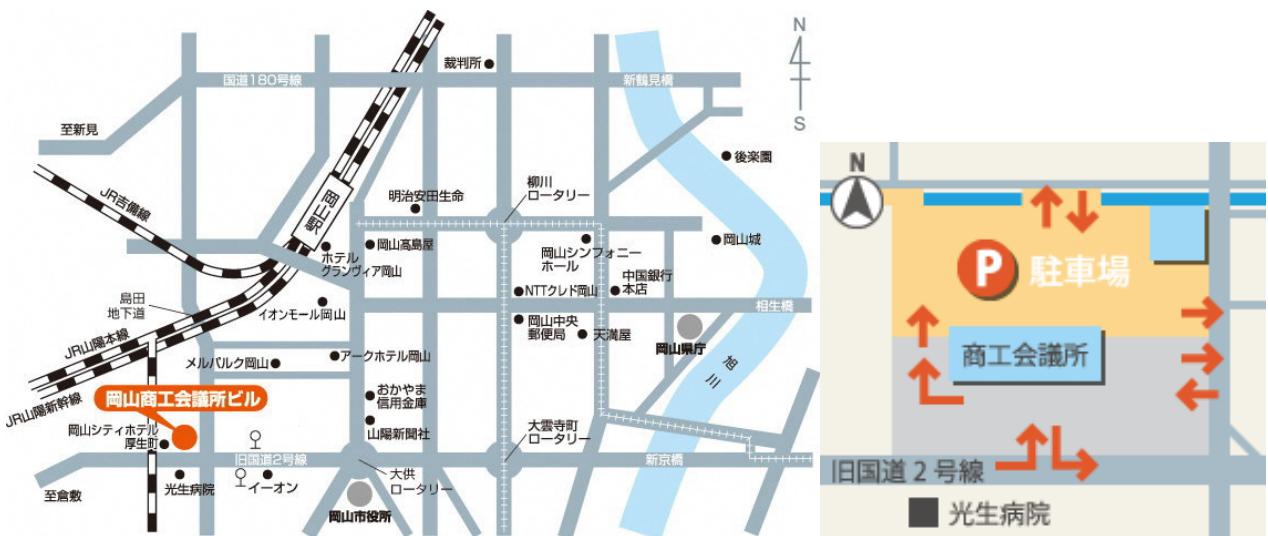 N
S
裁判所
国道180号線
新鶴見橋
至新見
後楽園
JR吉備線
岡山駅
明治安田生命
柳川
ロータリー
ホテル
グランヴィア岡山
岡山髙島屋
岡山シンフォニー
ホール
岡山城
中国銀行
本店
島田
地下道
イオンモール岡山
NTTクレド岡山
相生橋
JR山陽本線
岡山中央
郵便局
天満屋
岡山県庁
メルパルク岡山
アークホテル岡山
旭川
JR山陽新幹線
岡山商工会議所ビル
おかやま
信用金庫
岡山シティホテル
厚生町
山陽新聞社
大雲寺町
ロータリー
旧国道2号線
新京橋
至倉敷
光生病院
イーオン
大供
ロータリー
岡山市役所
N
P
駐車場
商工会議所
旧国道2号線
光生病院